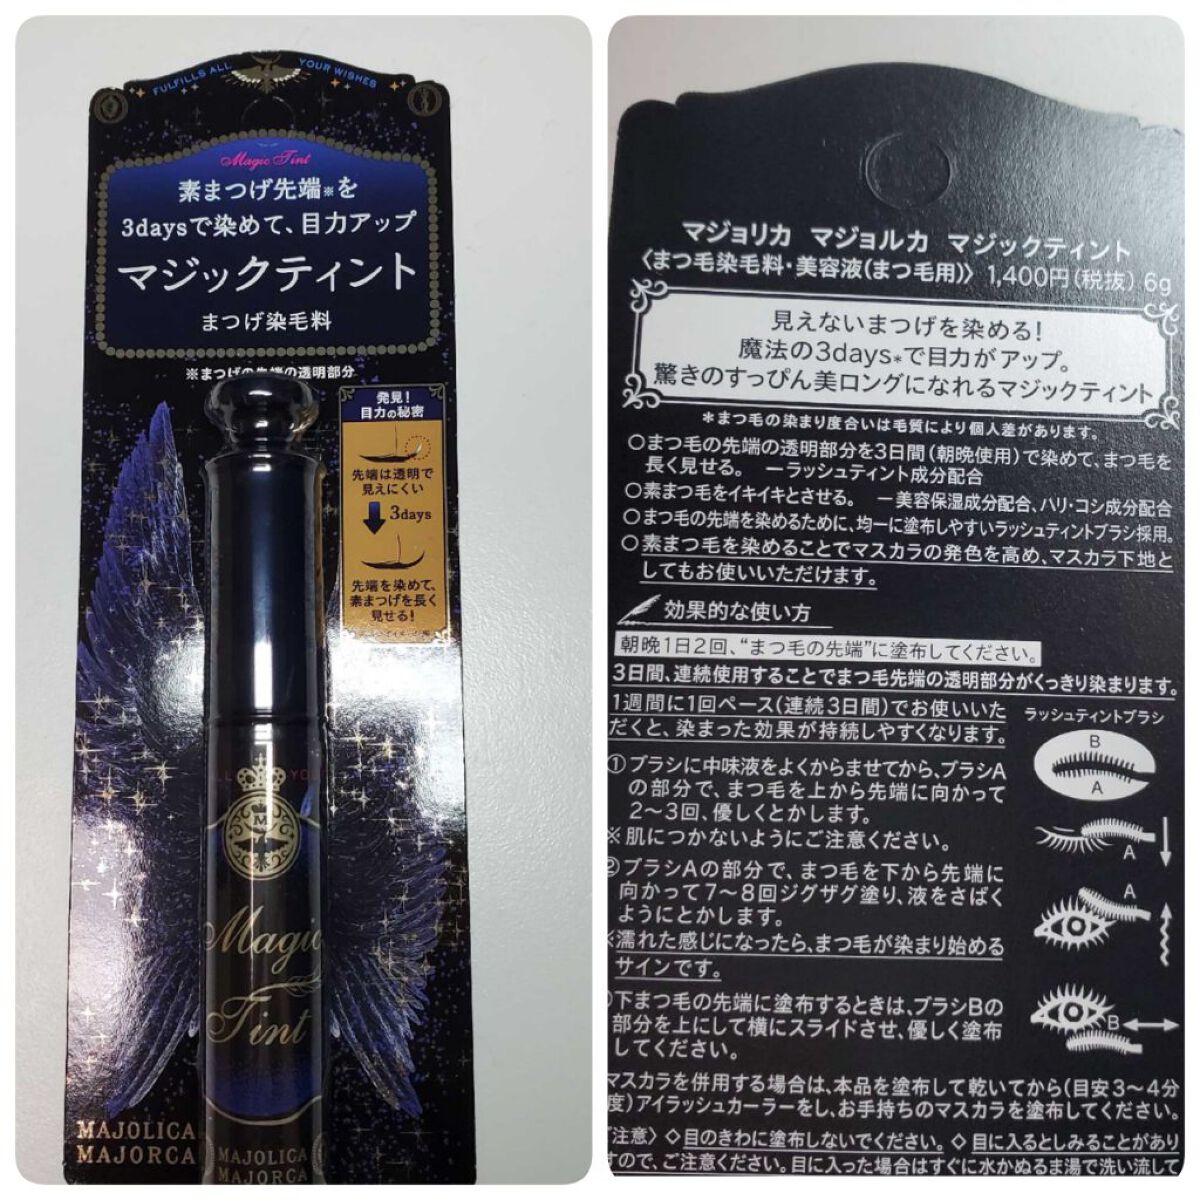 FULFILLS ALL YOUR WISHES
Magic Tint
素まつげ先端※を
3daysで染めて、目力アップ
マジックティント
まつげ染毛料
※まつげの先端の透明部分
発見!
目力の秘密
先端は透明で
見えにくい
3days
先端を染めて、
素まつげを長く
見せる!
M
Magic
Tint
MAJOLICA
MAJORCA
MAJOLICA
MAJORCA
マジョリカ マジョルカ マジックティント
〈まつ毛染毛料・美容液(まつ毛用)〉 1,400円(税抜) 6g
見えないまつげを染める!
魔法の3days*で目力がアップ。
驚きのすっぴん美ロングになれるマジックティント
*まつ毛の染まり度合いは毛質により個人差があります。
○まつ毛の先端の透明部分を3日間(朝晩使用)で染めて、まつ毛を
長く見せる。 ーラッシュティント成分配合
○素まつ毛をイキイキとさせる。 ー美容保湿成分配合、ハリ・コシ成分配合
○まつ毛の先端を染めるために、均一に塗布しやすいラッシュティントブラシ採用。
○素まつ毛を染めることでマスカラの発色を高め、マスカラ下地と
してもお使いいただけます。
効果的な使い方
朝晩1日2回、“まつ毛の先端”に塗布してください。
3日間、連続使用することでまつ毛先端の透明部分がくっきり染まります。
1週間に1回ペース(連続3日間)でお使いいた
だくと、染まった効果が持続しやすくなります。
ラッシュティントブラシ
B
A
①ブラシに中味液をよくからませてから、ブラシA
の部分で、まつ毛を上から先端に向かって
2〜3回、優しくとかします。
※肌につかないようにご注意ください。
A
②ブラシAの部分で、まつ毛を下から先端に
向かって7〜8回ジグザグ塗り、液をさばく
ようにとかします。
※濡れた感じになったら、まつ毛が染まり始める
サインです。
A
下まつ毛の先端に塗布するときは、ブラシBの
部分を上にして横にスライドさせ、優しく塗布
してください。
B
マスカラを併用する場合は、本品を塗布して乾いてから(目安3〜4分
度)アイラッシュカーラーをし、お手持ちのマスカラを塗布してください。
ご注意〉◇目のきわに塗布しないでください。◇目に入るとしみることがあり
すので、ご注意ください。目に入った場合はすぐに水かぬるま湯で洗い流して